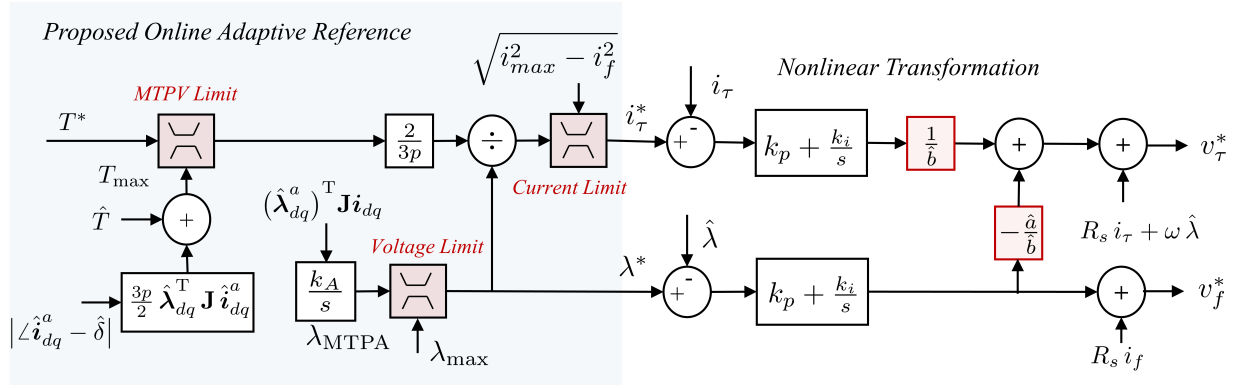 Proposed Online Adaptive Reference
√(i²_max − i²_f)
Nonlinear Transformation
MTPV Limit
T*
2/3p
÷
i*_τ
i_τ
+ -
k_p + k_i/s
1/b̂
+
+
v*_τ
T_max
Current Limit
(λ̂^a_dq)^T J i_dq
T̂
+
Voltage Limit
λ̂
−â/b̂
R_s i_τ + ω λ̂
3p/2 λ̂^a_dq^T J î^a_dq
k_A/s
λ*
+ -
k_p + k_i/s
+
v*_f
|∠î^a_dq − δ̂|
λ_MTPA
λ_max
R_s i_f